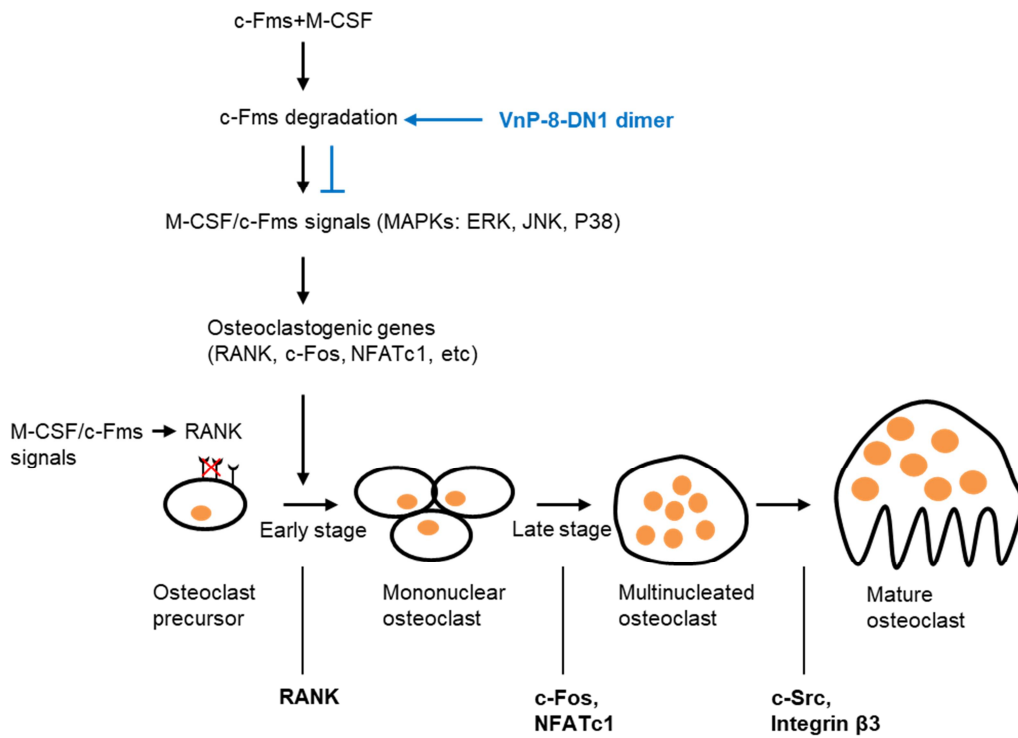 c-Fms+M-CSF
c-Fms degradation
VnP-8-DN1 dimer
M-CSF/c-Fms signals (MAPKs: ERK, JNK, P38)
Osteoclastogenic genes
(RANK, c-Fos, NFATc1, etc)
M-CSF/c-Fms
signals
RANK
Early stage
Late stage
Osteoclast
precursor
Mononuclear
osteoclast
Multinucleated
osteoclast
Mature
osteoclast
RANK
c-Fos,
NFATc1
c-Src,
Integrin β3